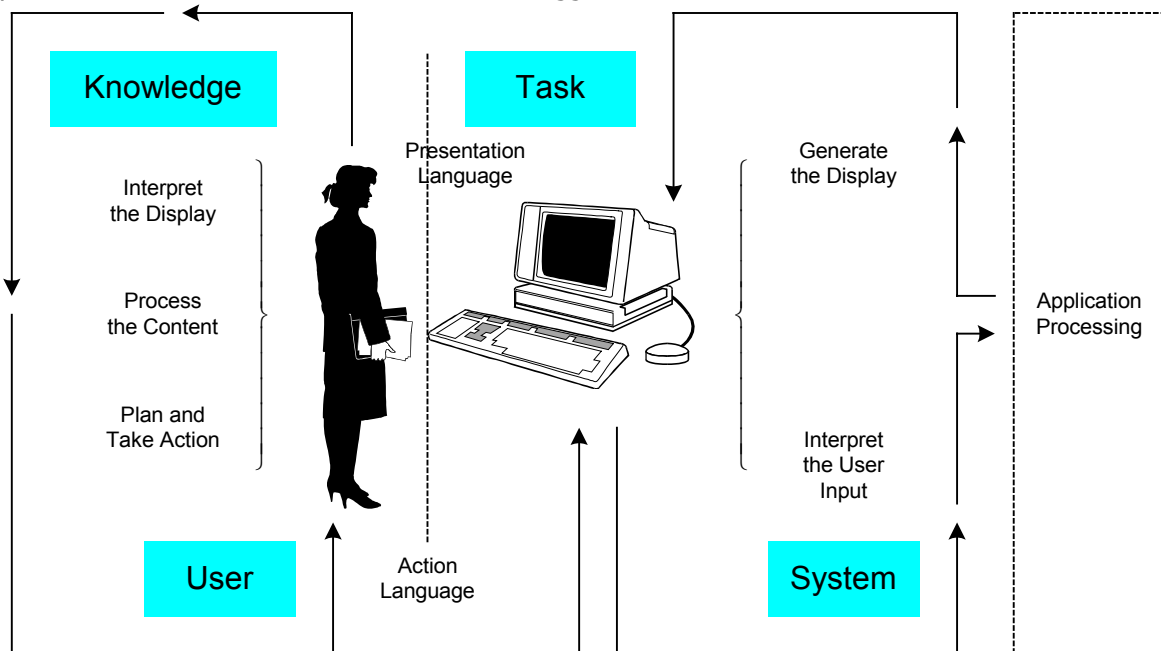 Knowledge
Task
Presentation
Language
Generate
the Display
Interpret
the Display
Process
the Content
Application
Processing
Plan and
Take Action
Interpret
the User
Input
User
Action
Language
System